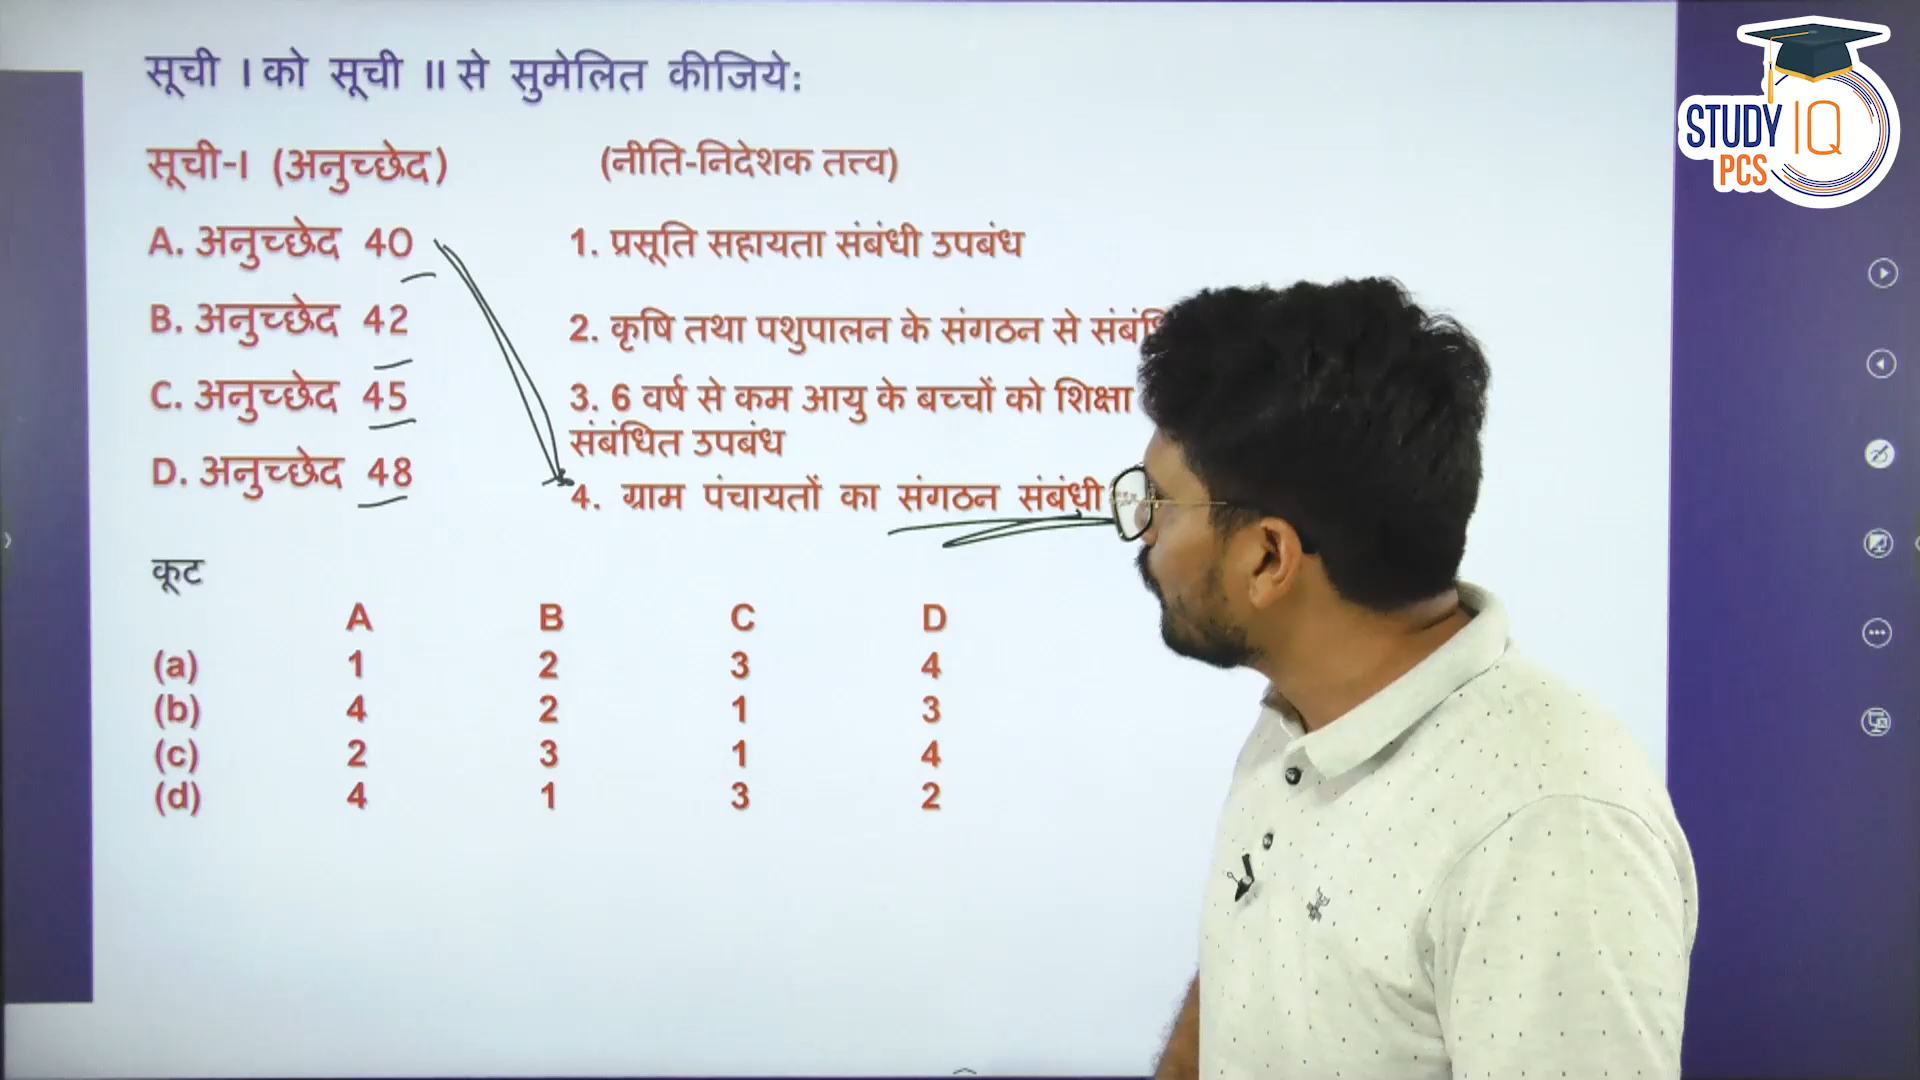 सूची I को सूची II से सुमेलित कीजिये:
सूची-I (अनुच्छेद) (नीति-निदेशक तत्त्व)
A. अनुच्छेद 40 1. प्रसूति सहायता संबंधी उपबंध
B. अनुच्छेद 42 2. कृषि तथा पशुपालन के संगठन से
C. अनुच्छेद 45 3. 6 वर्ष से कम आयु के बच्चों को शिक्षा
संबंधित उपबंध
D. अनुच्छेद 48 4. ग्राम पंचायतों का संगठन संबंधी
कूट
A B C D
(a) 1 2 3 4
(b) 4 2 1 3
(c) 2 3 1 4
(d) 4 1 3 2
STUDY IQ
PCS